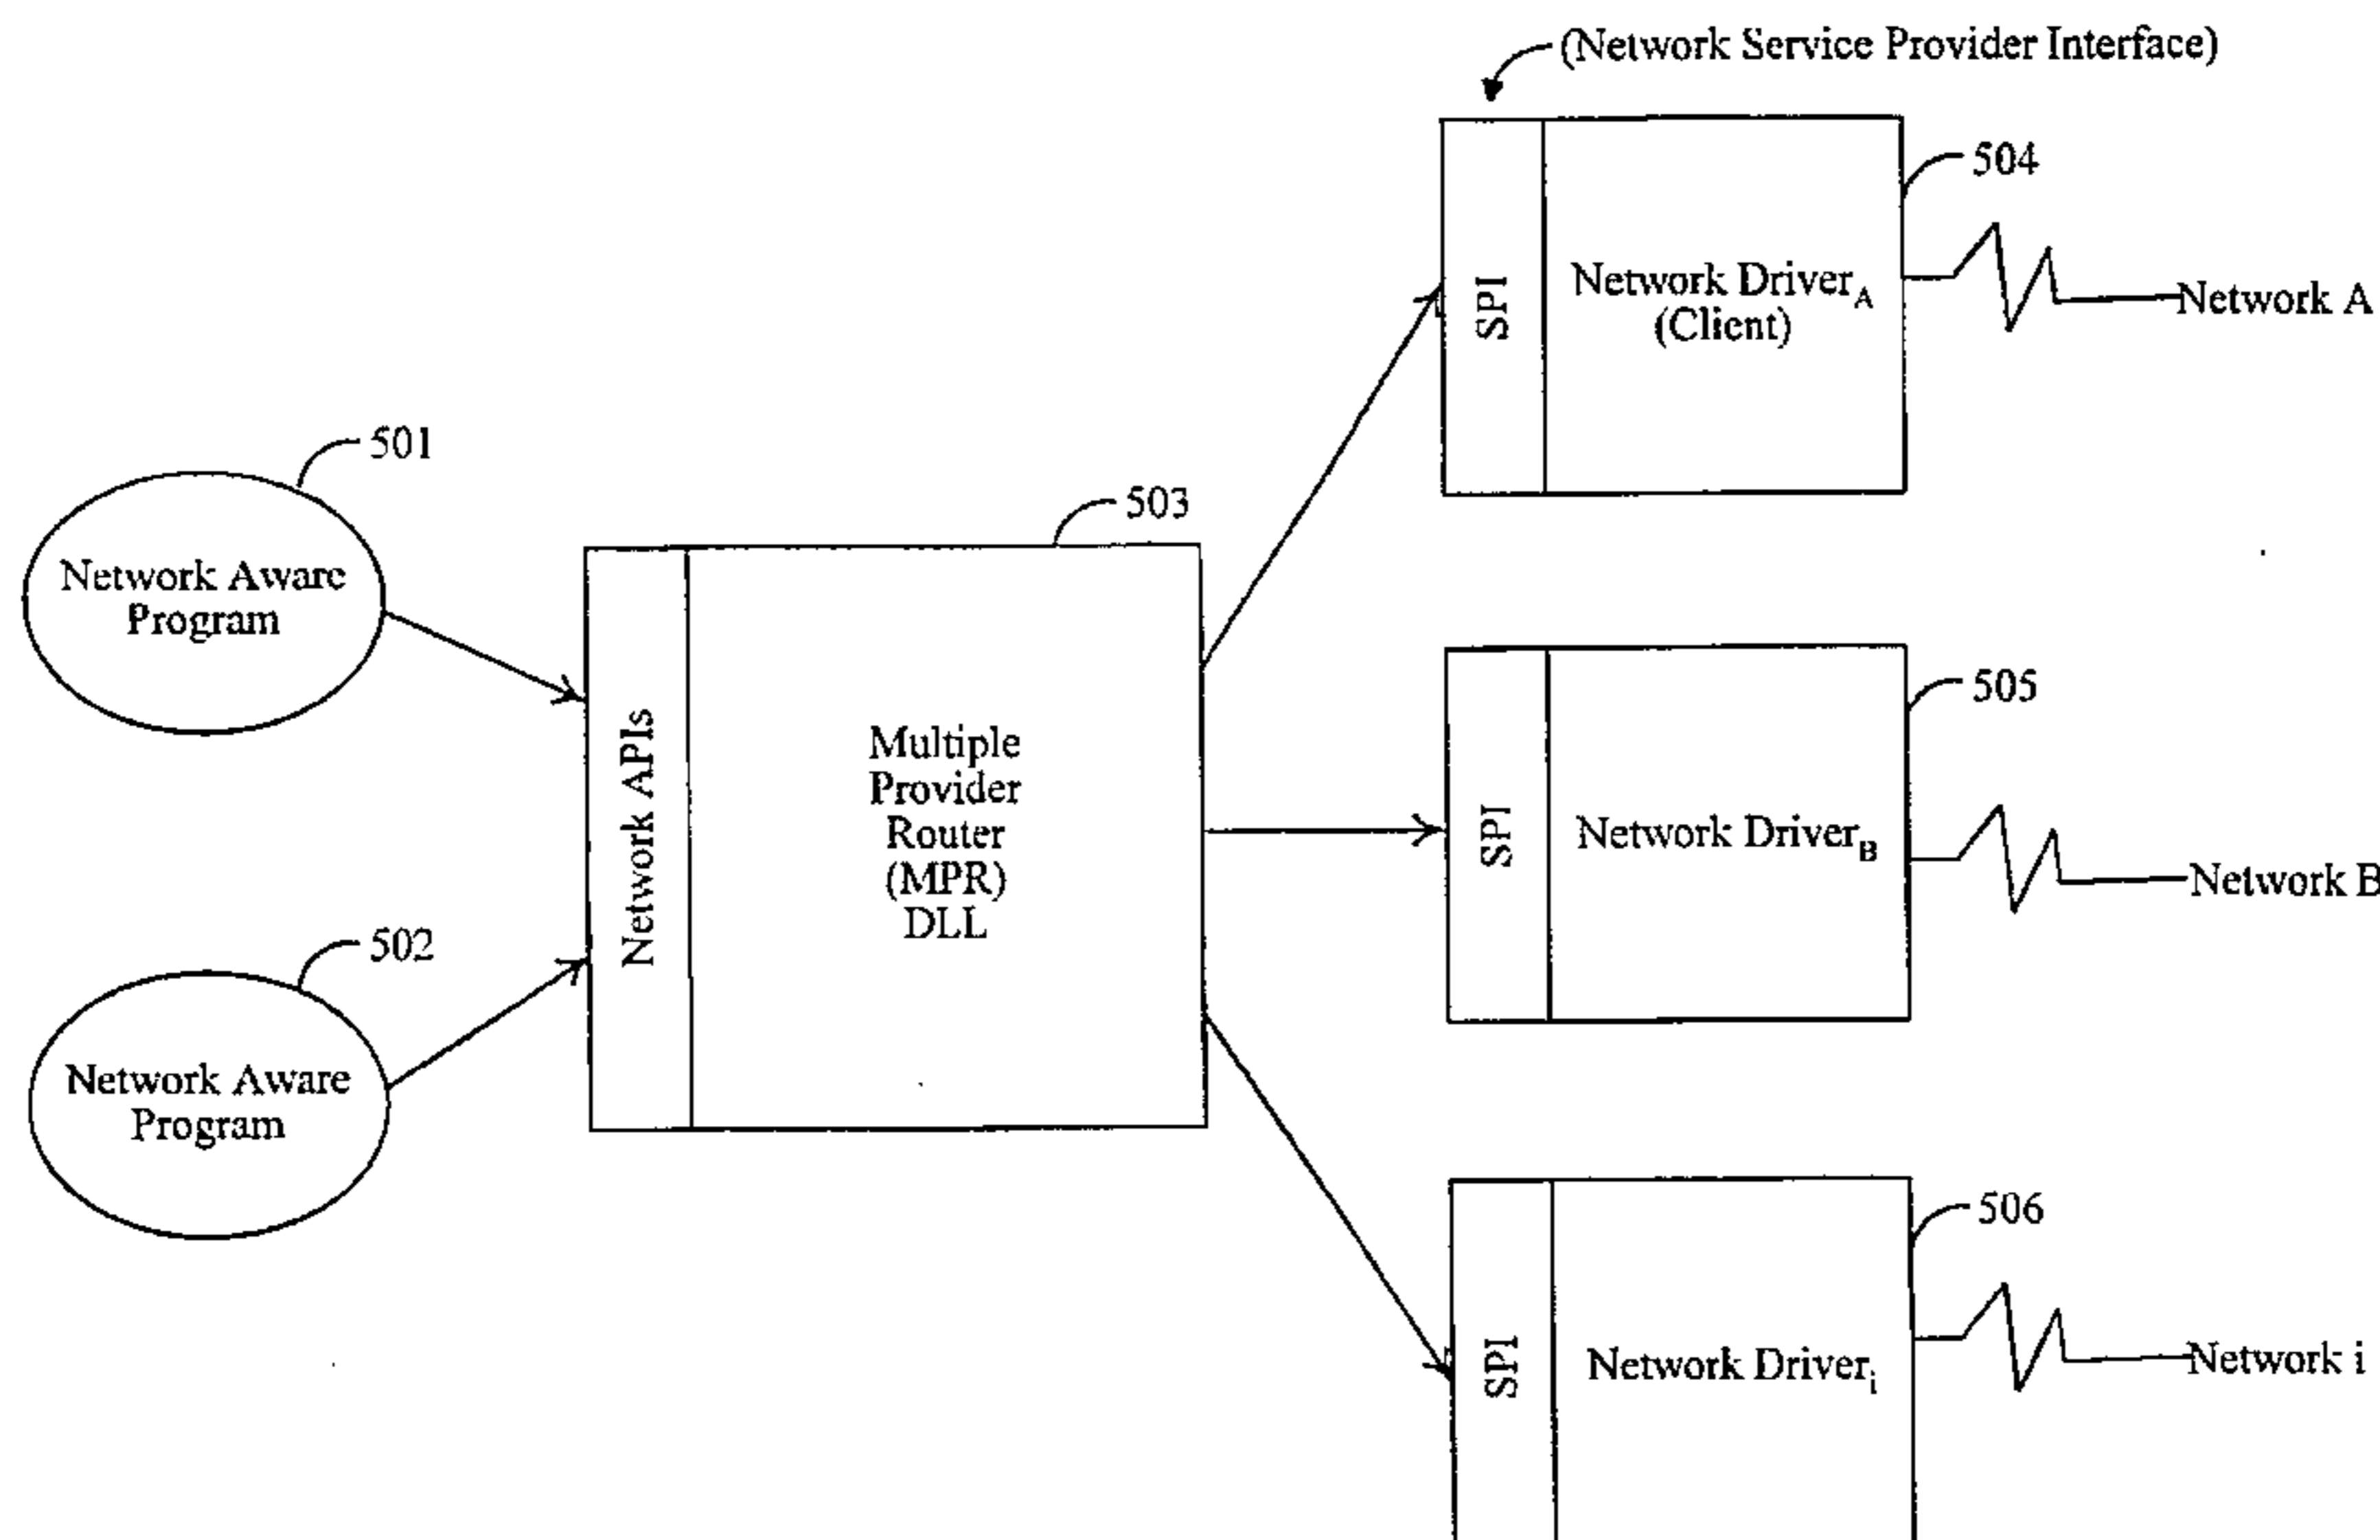 (Network Service Provider Interface)
504
SPI
Network DriverA
(Client)
Network A
501
Network Aware
Program
503
Network APIs
Multiple
Provider
Router
(MPR)
DLL
505
SPI
Network DriverB
Network B
502
Network Aware
Program
506
SPI
Network Driveri
Network i